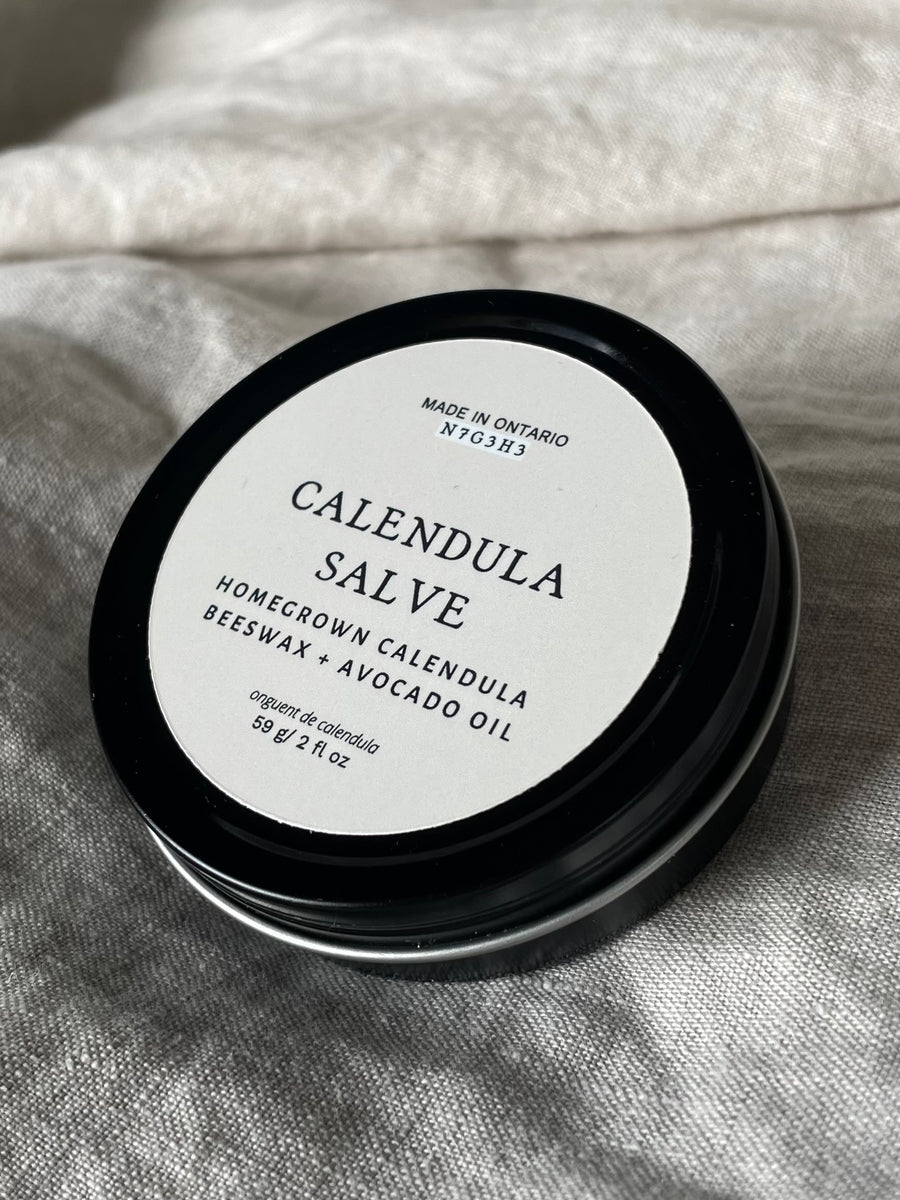 MADE IN ONTARIO
N7G3H3
CALENDULA
SALVE
HOMEGROWN CALENDULA
BEESWAX + AVOCADO OIL
onguent de calendula
59 g/ 2 fl oz